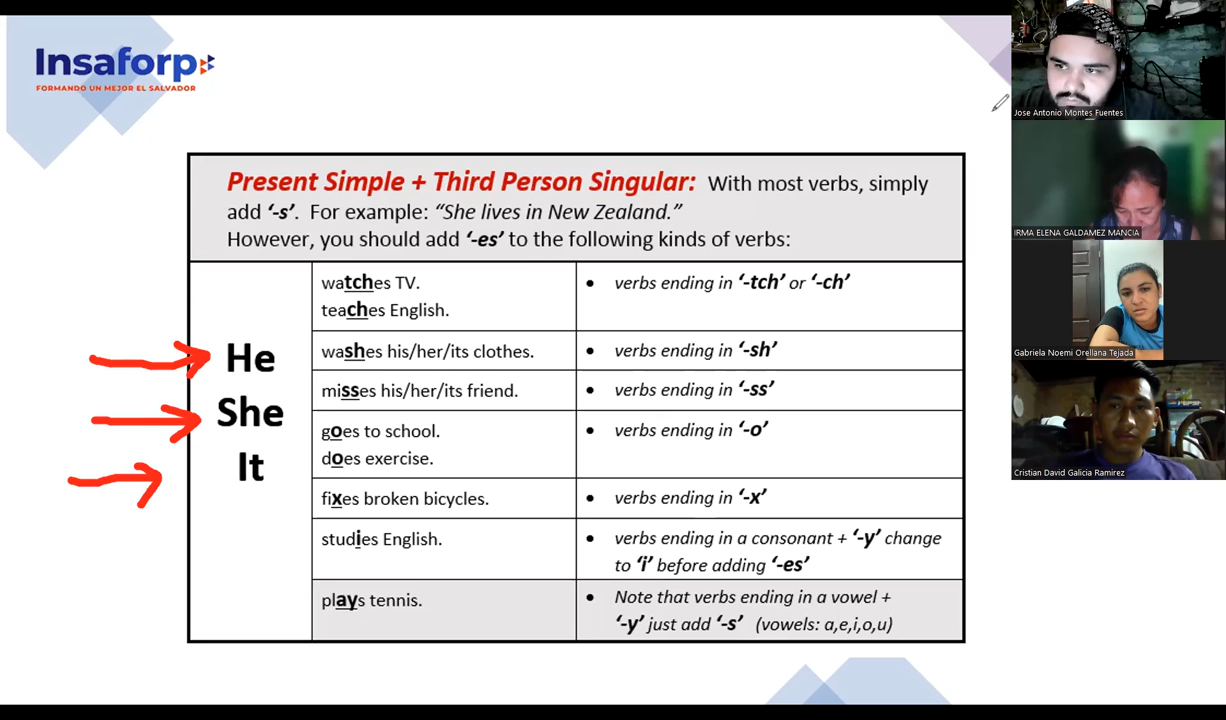 Insaforp
FORMANDO UN MEJOR EL SALVADOR
Present Simple + Third Person Singular: With most verbs, simply
add ‘-s’. For example: “She lives in New Zealand.”
However, you should add ‘-es’ to the following kinds of verbs:
He
She
It
watches TV.
teaches English.
• verbs ending in ‘-tch’ or ‘-ch’
washes his/her/its clothes.
• verbs ending in ‘-sh’
misses his/her/its friend.
• verbs ending in ‘-ss’
goes to school.
does exercise.
• verbs ending in ‘-o’
fixes broken bicycles.
• verbs ending in ‘-x’
studies English.
• verbs ending in a consonant + ‘-y’ change
to ‘i’ before adding ‘-es’
plays tennis.
• Note that verbs ending in a vowel +
‘-y’ just add ‘-s’ (vowels: a,e,i,o,u)
Jose Antonio Montes Fuentes
IRMA ELENA GALDAMEZ MANCIA
Gabriela Noemi Orellana Tejada
Cristian David Galicia Ramirez